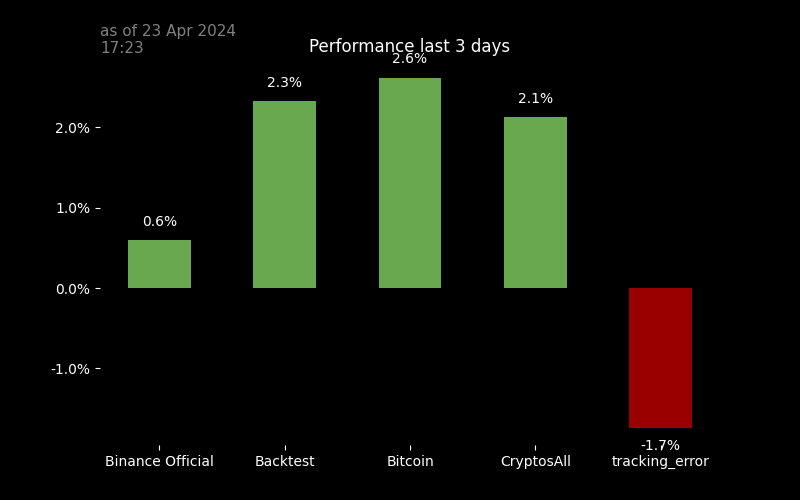 as of 23 Apr 2024
17:23
Performance last 3 days
2.6%
2.3%
2.1%
0.6%
-1.7%
2.0%
1.0%
0.0%
-1.0%
Binance Official
Backtest
Bitcoin
CryptosAll
tracking_error